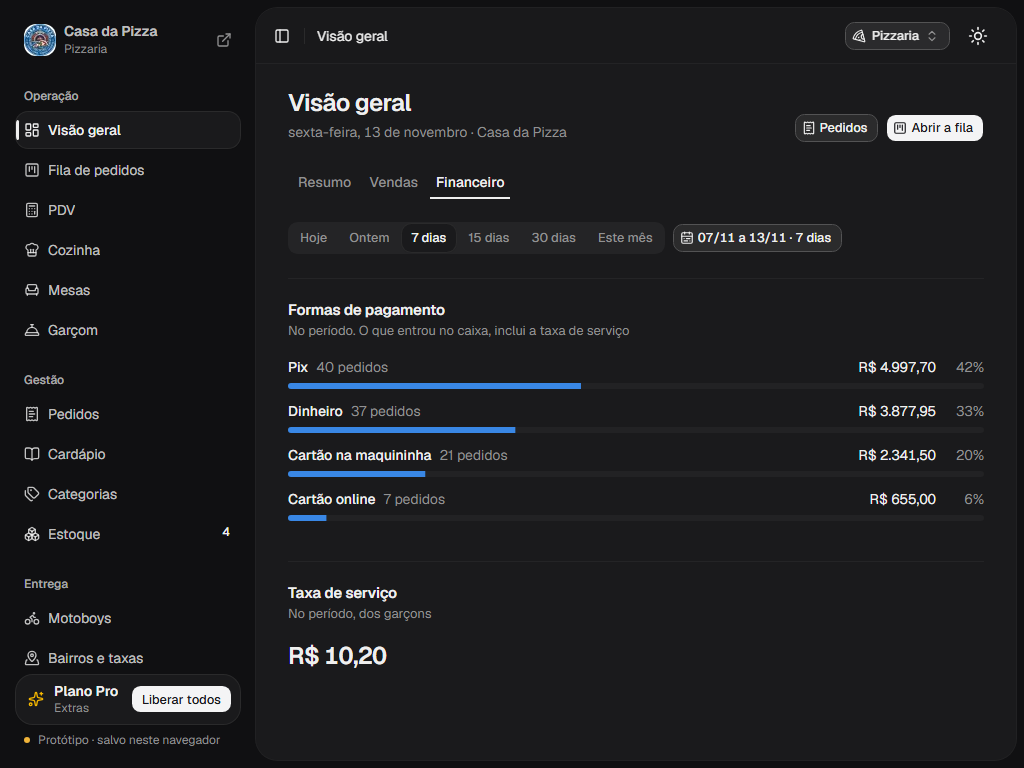 Casa da Pizza
Pizzaria
Operação
Visão geral
Fila de pedidos
PDV
Cozinha
Mesas
Garçom
Gestão
Pedidos
Cardápio
Categorias
Estoque 4
Entrega
Motoboys
Bairros e taxas
Plano Pro
Extras
Liberar todos
Protótipo · salvo neste navegador
Visão geral
Pizzaria
Visão geral
sexta-feira, 13 de novembro · Casa da Pizza
Pedidos
Abrir a fila
Resumo Vendas Financeiro
Hoje Ontem 7 dias 15 dias 30 dias Este mês
07/11 a 13/11 · 7 dias
Formas de pagamento
No período. O que entrou no caixa, inclui a taxa de serviço
Pix 40 pedidos R$ 4.997,70 42%
Dinheiro 37 pedidos R$ 3.877,95 33%
Cartão na maquininha 21 pedidos R$ 2.341,50 20%
Cartão online 7 pedidos R$ 655,00 6%
Taxa de serviço
No período, dos garçons
R$ 10,20